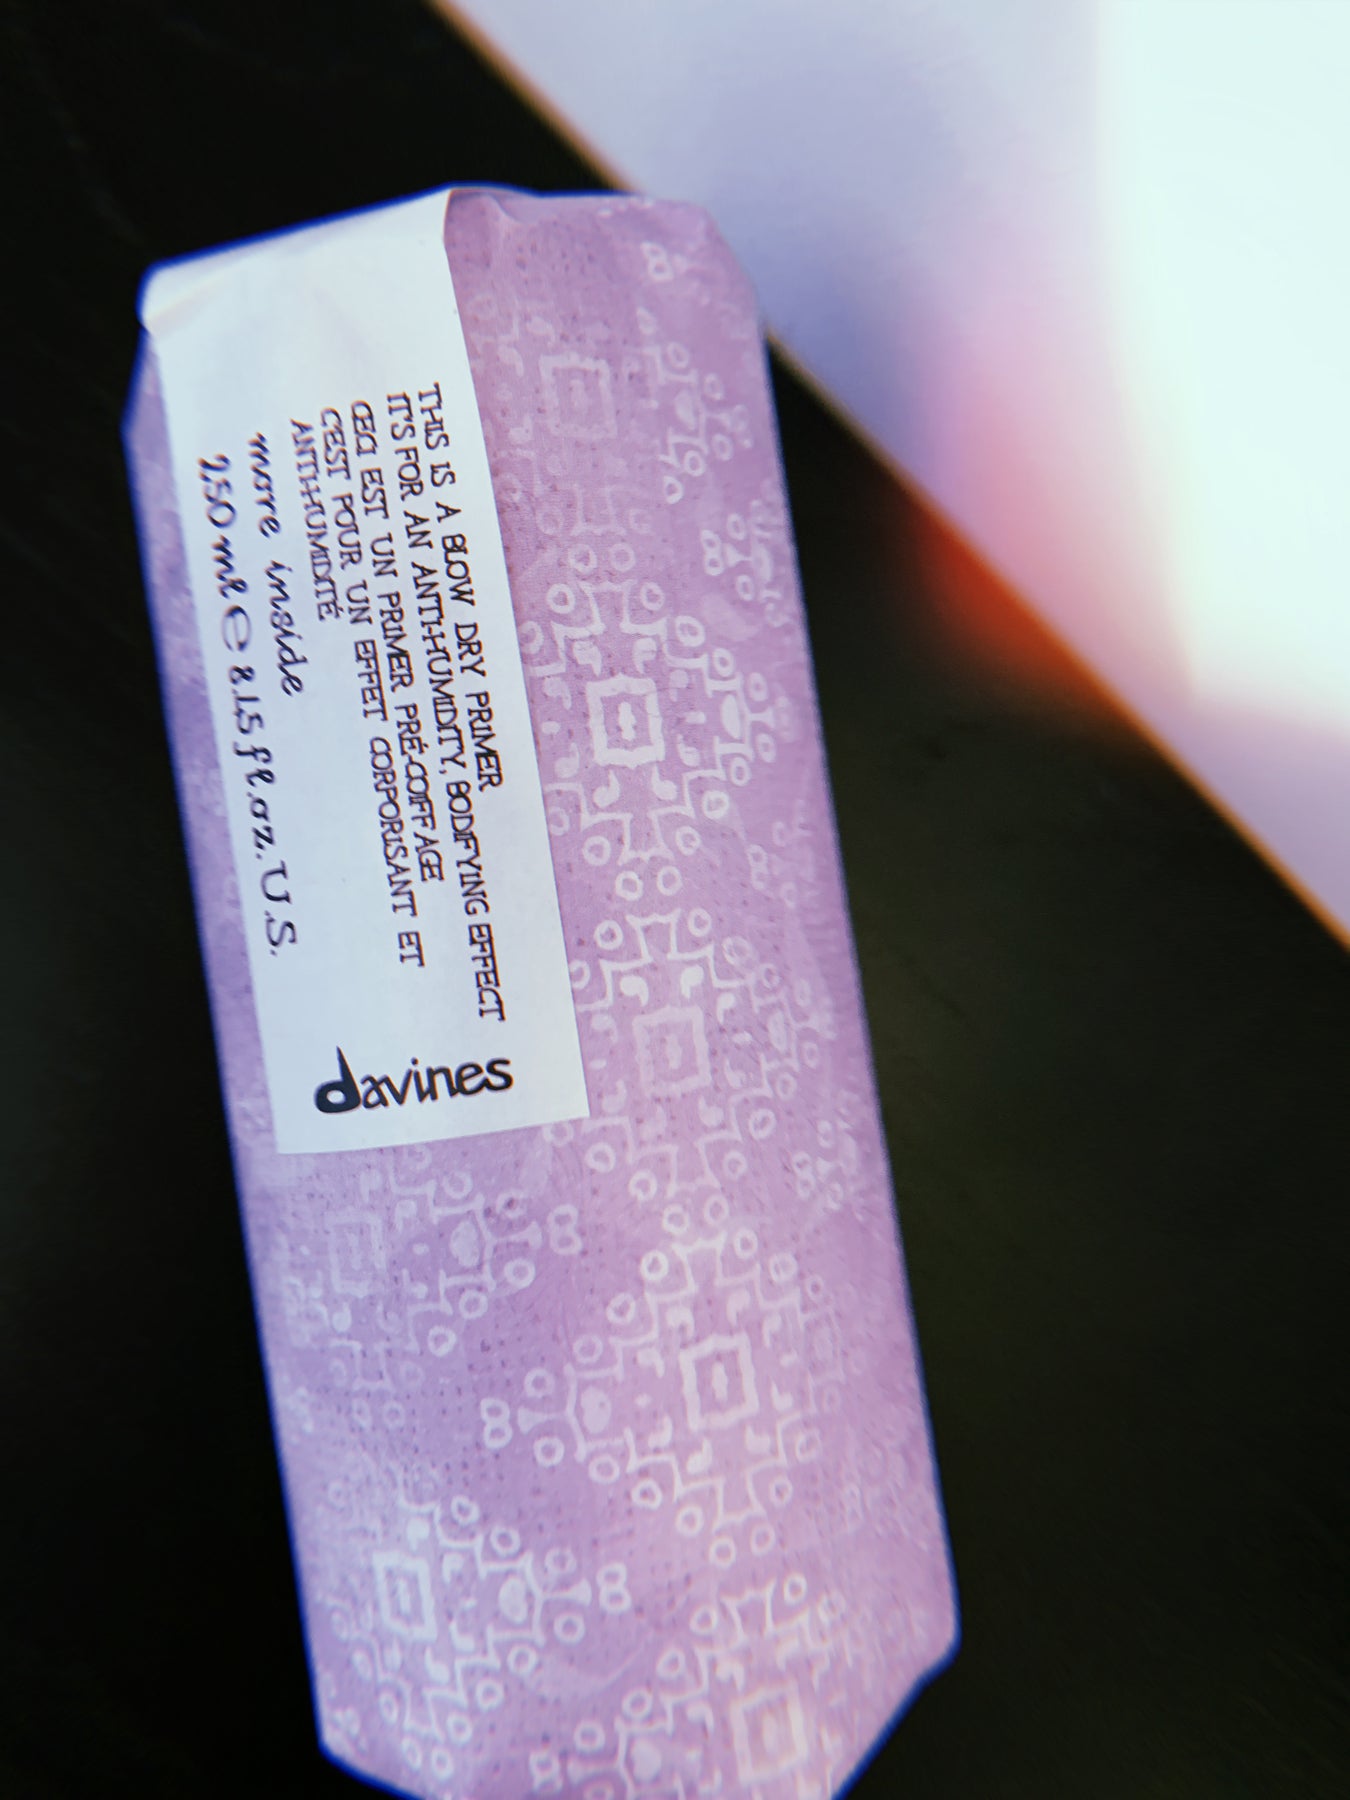 THIS IS A BLOW DRY PRIMER
IT'S FOR AN ANTI-HUMIDITY, BODIFYING EFFECT
CECI EST UN PRIMER PRÉ-COIFFAGE
C'EST POUR UN EFFET CORPORISANT ET
ANTI-HUMIDITÉ
more inside
250 ml ℮ 8.45 fl.oz.U.S.
davines